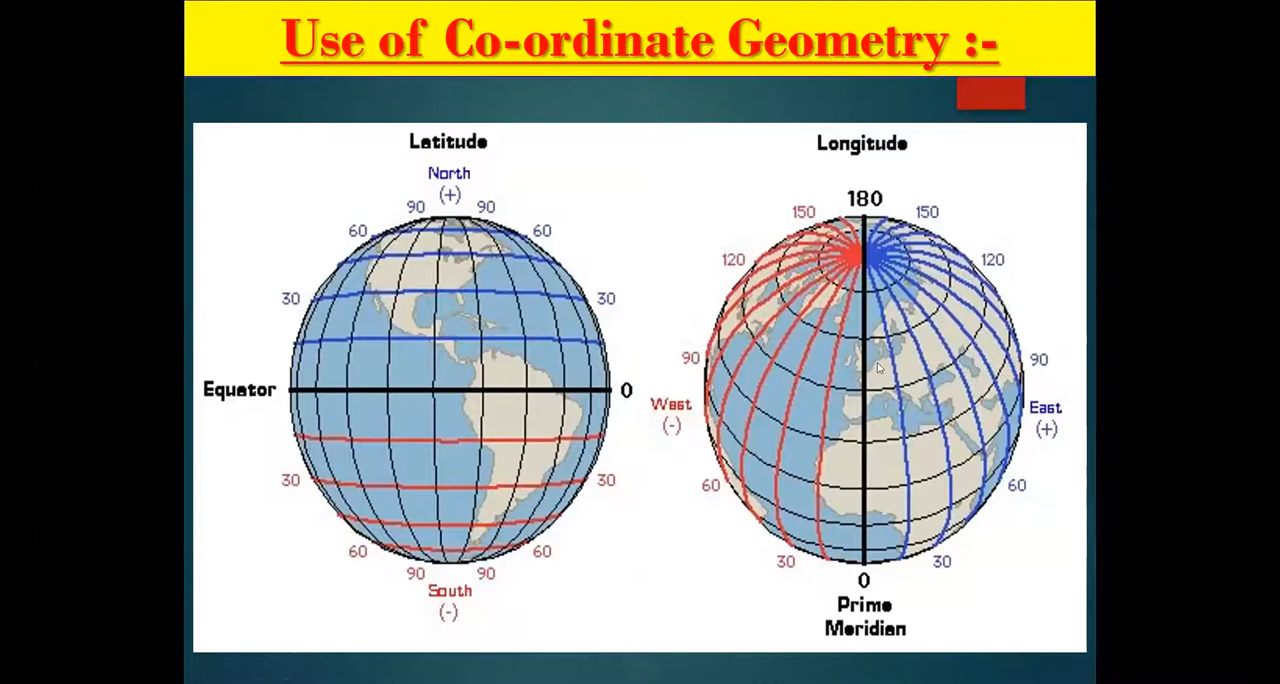 Use of Co-ordinate Geometry :-
Latitude
North
(+)
90 90
60 60
30 30
Equator 0
30 30
60 60
90 90
South
(-)
Longitude
180
150 150
120 120
90 90
West
(-)
East
(+)
60 60
30 30
0
Prime
Meridian